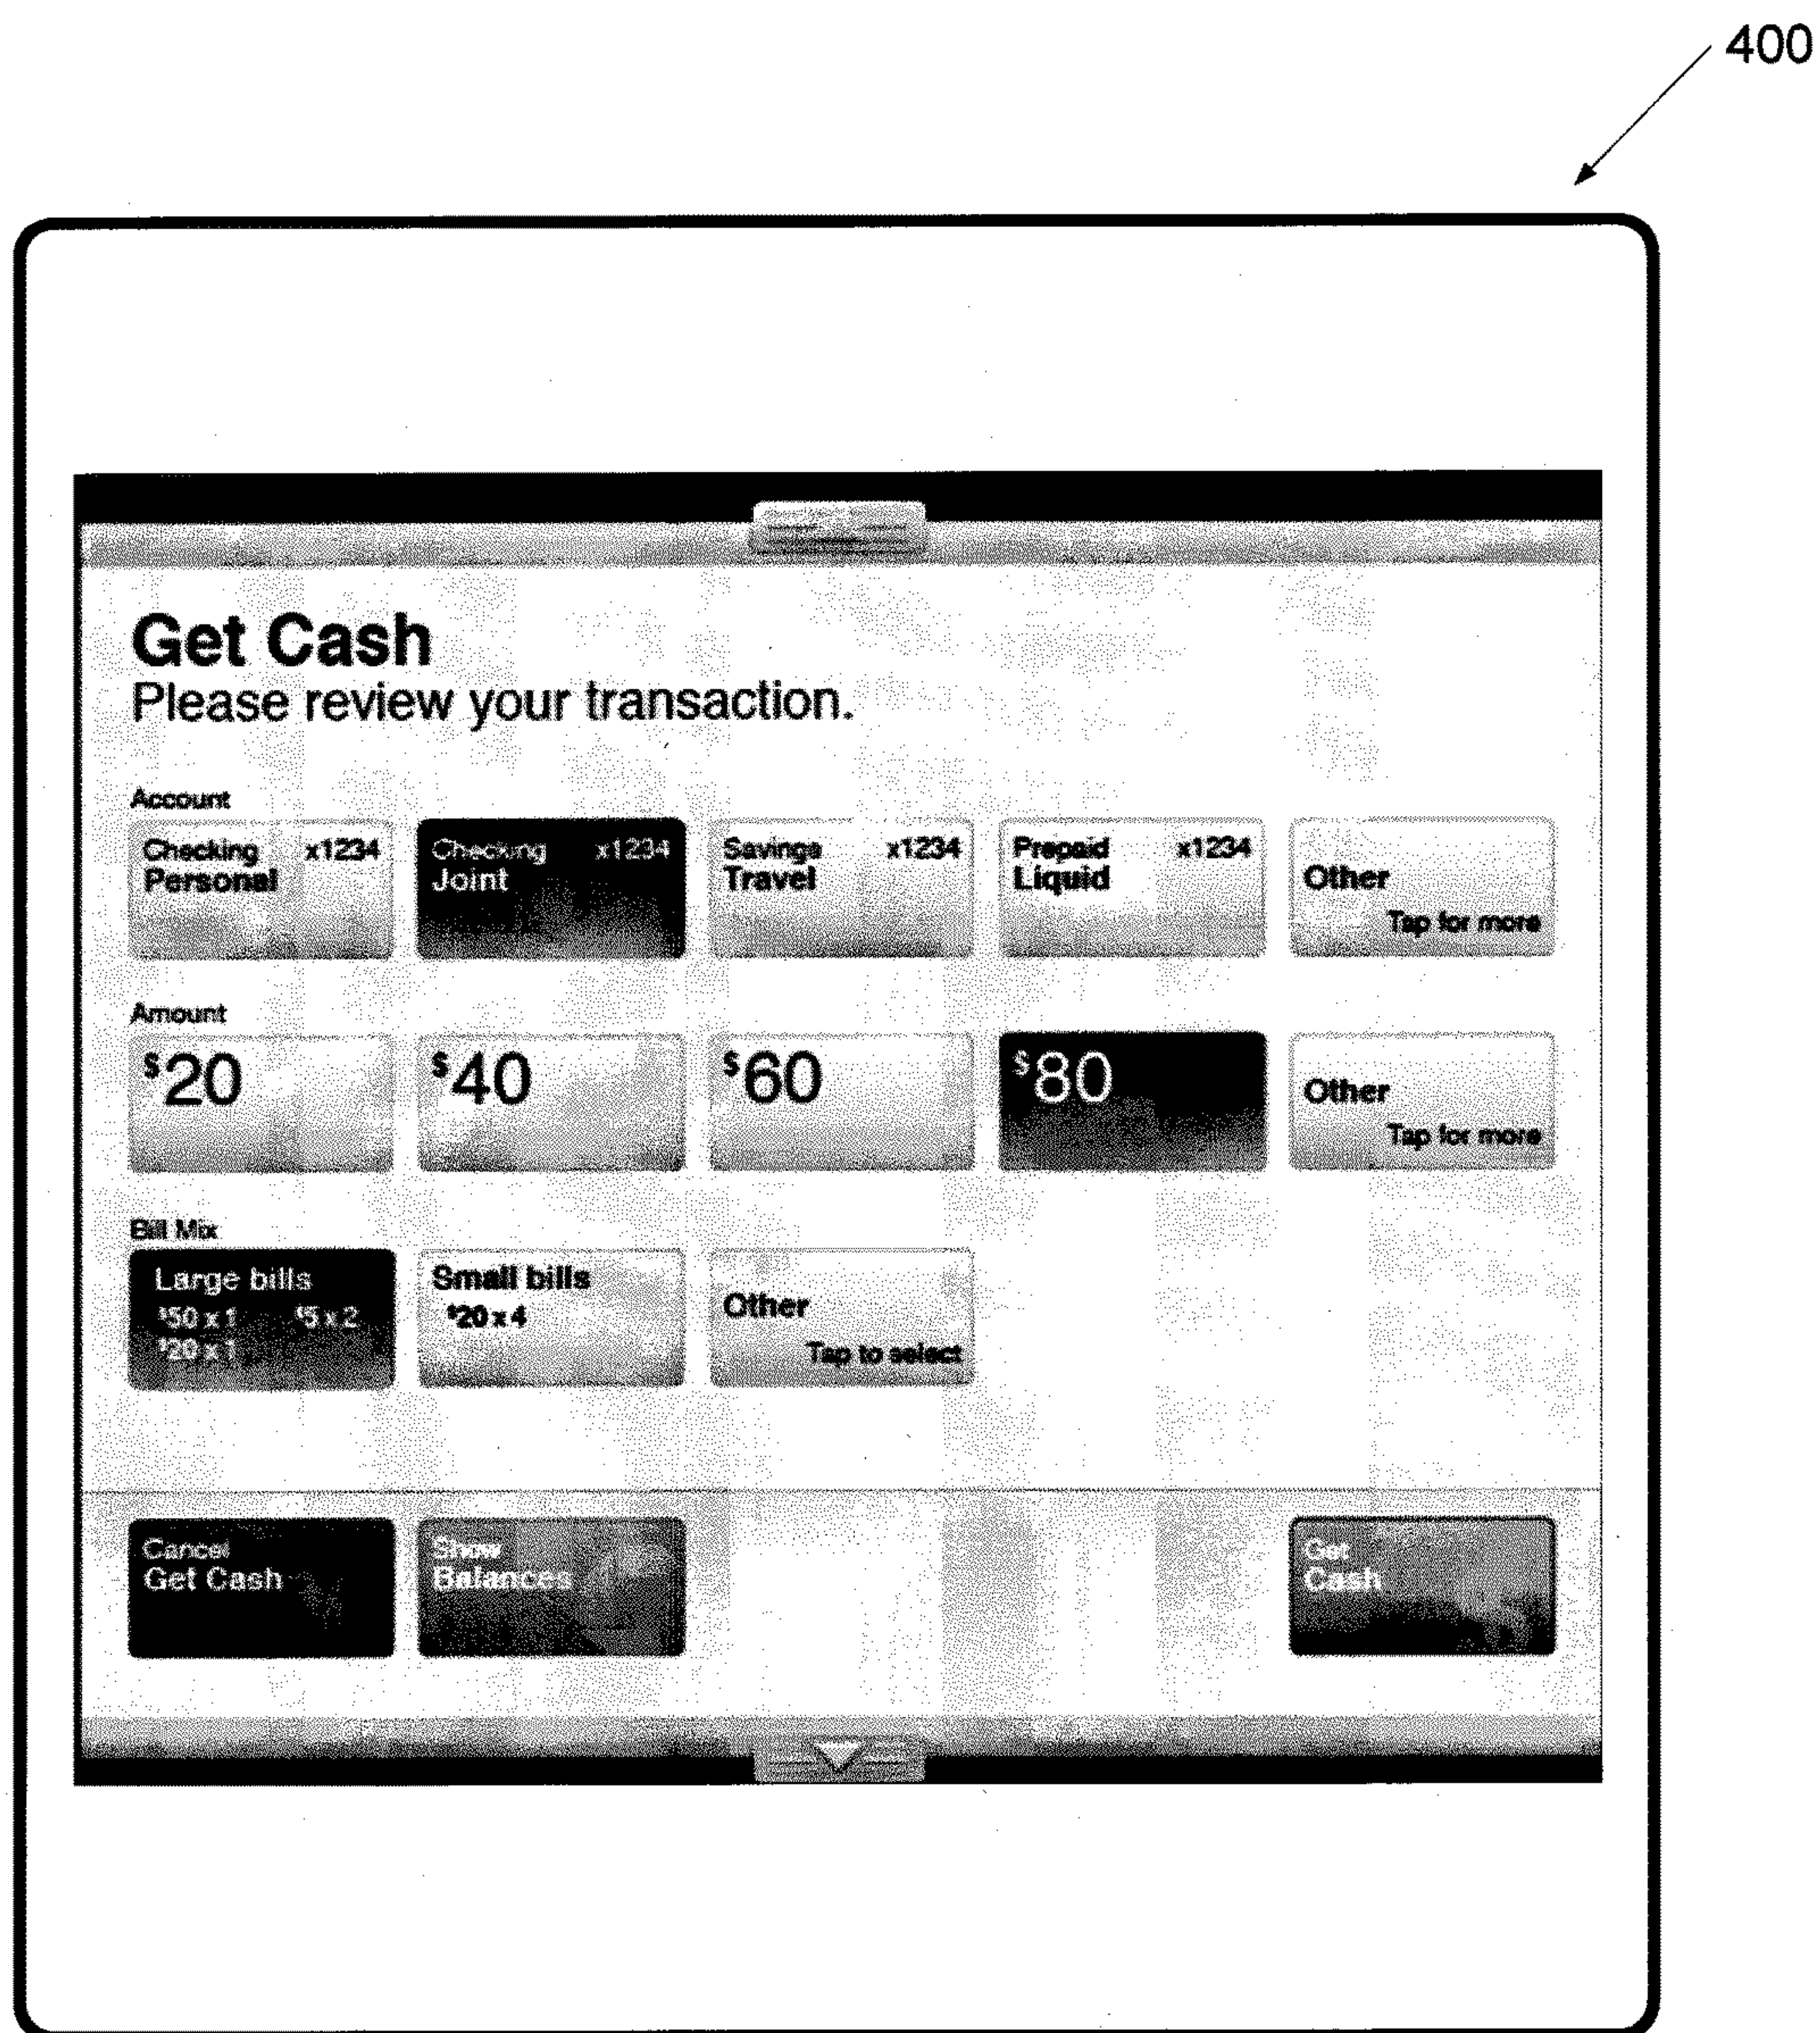 400
Get Cash
Please review your transaction.
Account
Checking x1234
Personal
Checking x1234
Joint
Savings x1234
Travel
Prepaid x1234
Liquid
Other
Tap for more
Amount
$20
$40
$60
$80
Other
Tap for more
Bill Mix
Large bills
$50 x 1 $5 x 2
$20 x 1
Small bills
$20 x 4
Other
Tap to select
Cancel
Get Cash
Show
Balances
Get
Cash